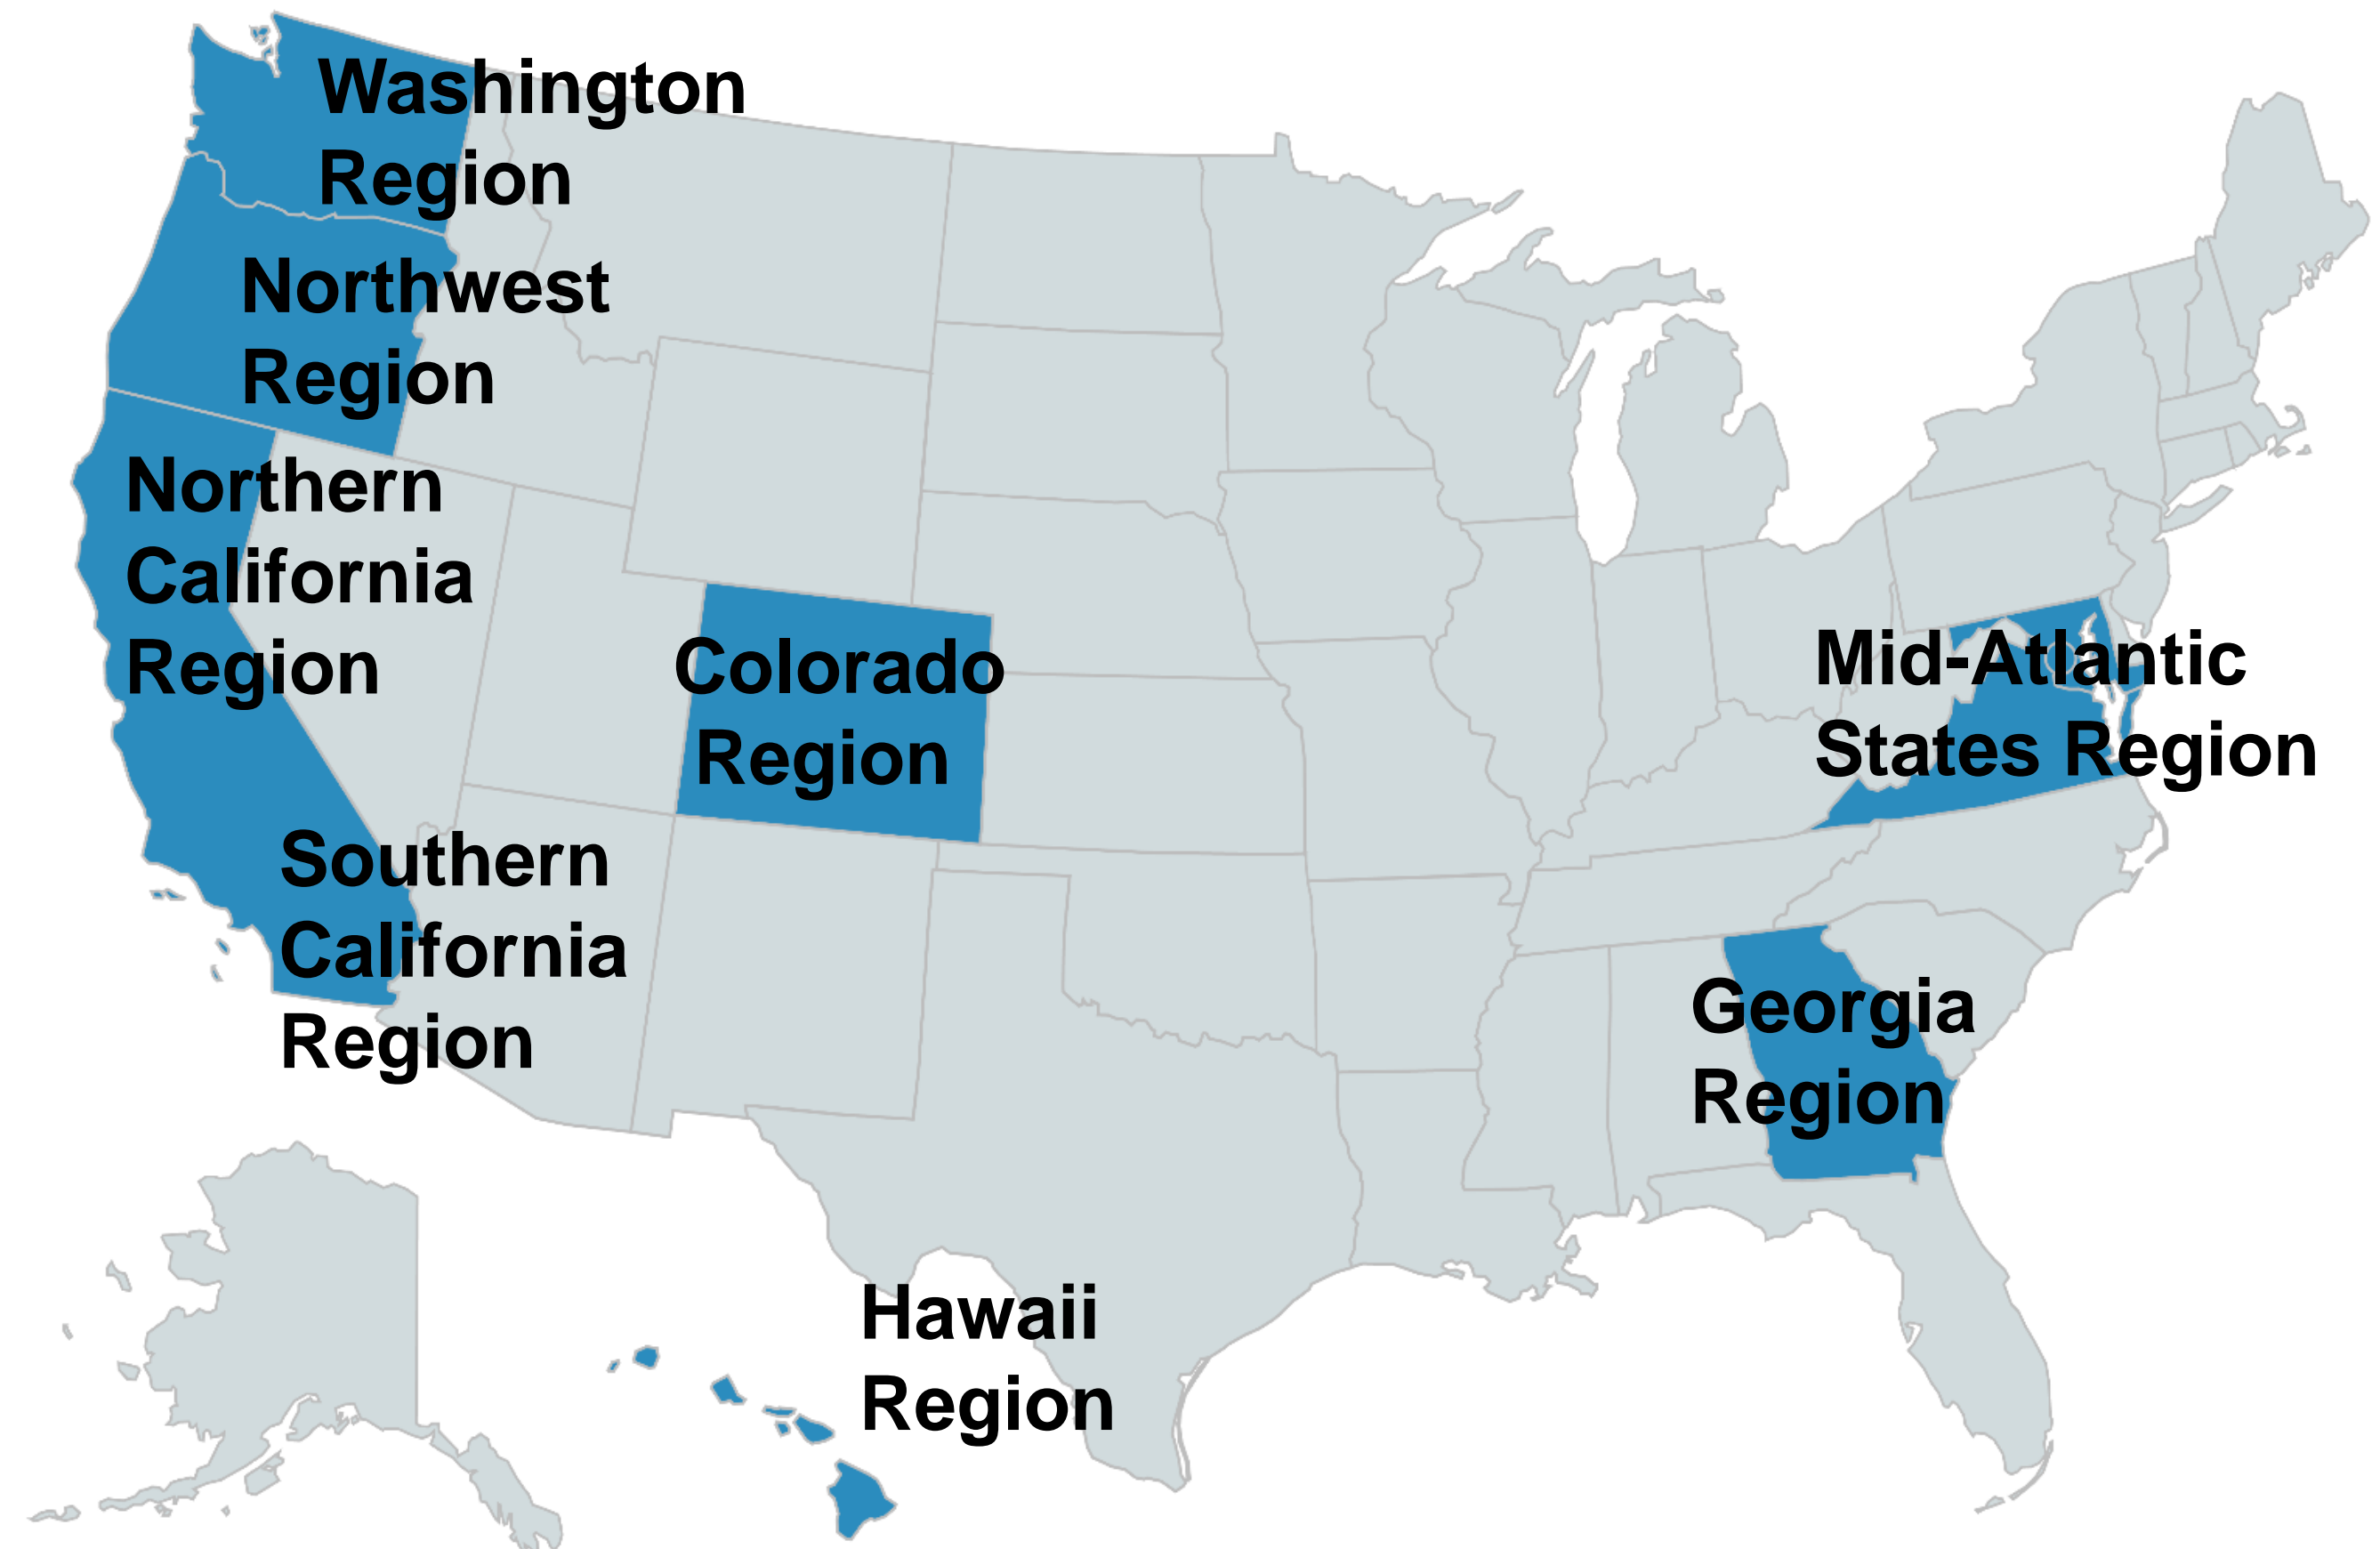 Washington
Region
Northwest
Region
Northern
California
Region
Colorado
Region
Mid-Atlantic
States Region
Southern
California
Region
Georgia
Region
Hawaii
Region